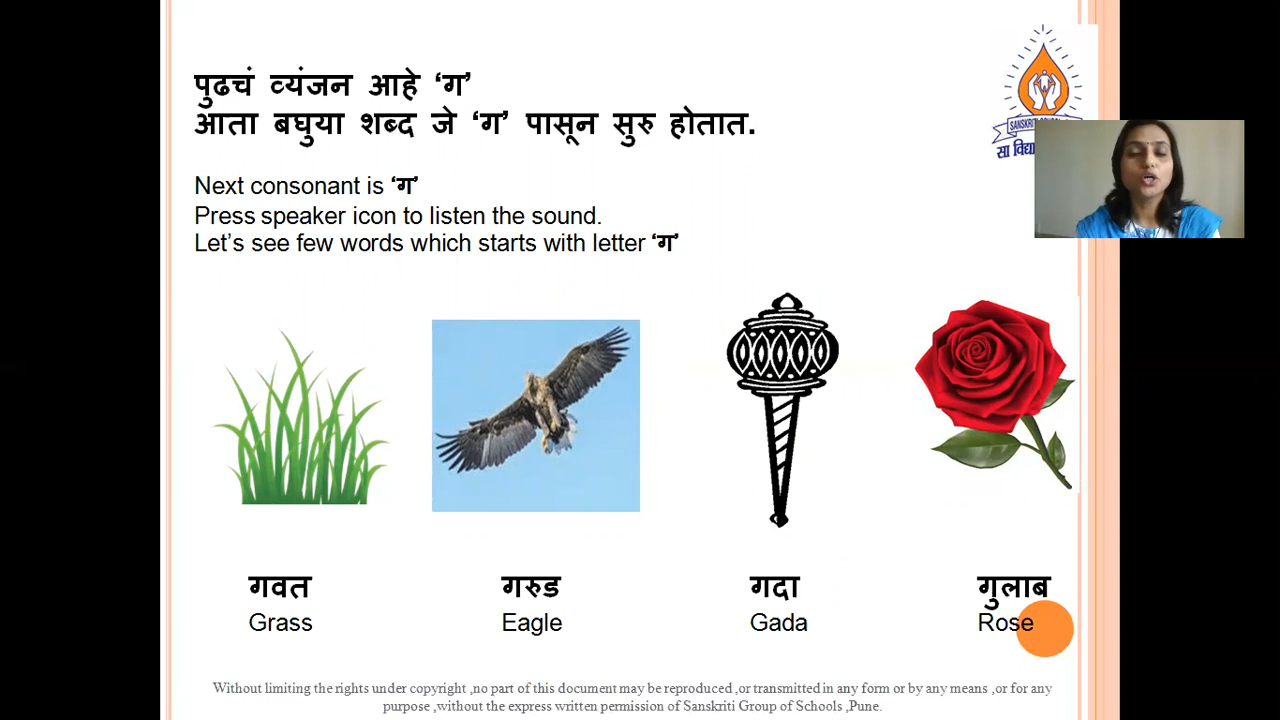 पुढचं व्यंजन आहे ‘ग’
आता बघुया शब्द जे ‘ग’ पासून सुरु होतात.
Next consonant is ‘ग’
Press speaker icon to listen the sound.
Let’s see few words which starts with letter ‘ग’
SANSKRITI SCHOOL
सा विद्या
गवत गरुड गदा गुलाब
Grass Eagle Gada Rose
Without limiting the rights under copyright ,no part of this document may be reproduced ,or transmitted in any form or by any means ,or for any
purpose ,without the express written permission of Sanskriti Group of Schools ,Pune.